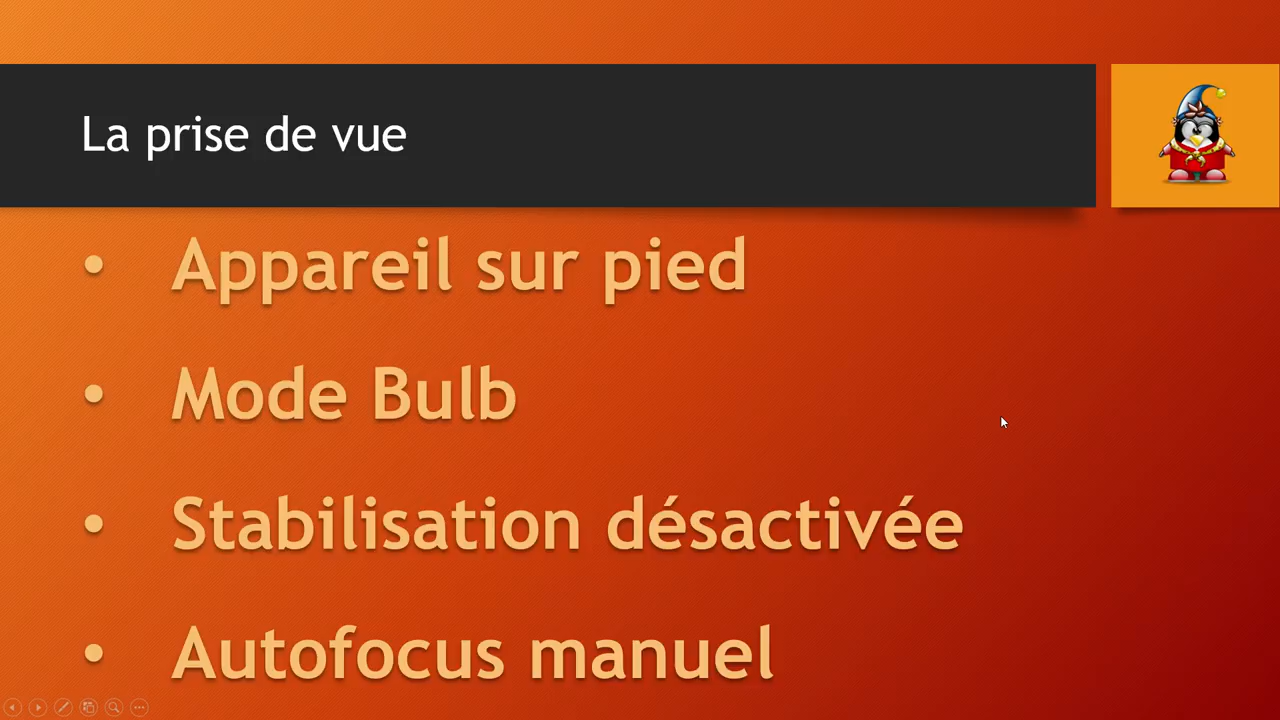 La prise de vue
• Appareil sur pied
• Mode Bulb
• Stabilisation désactivée
• Autofocus manuel